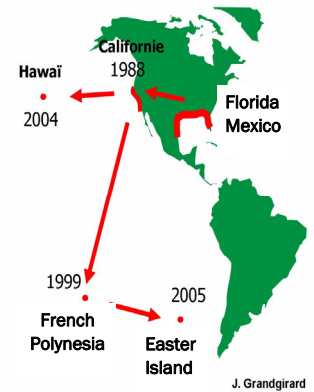 Californie
1988
Hawaï
2004
Florida
Mexico
1999
French
Polynesia
2005
Easter
Island
J. Grandgirard